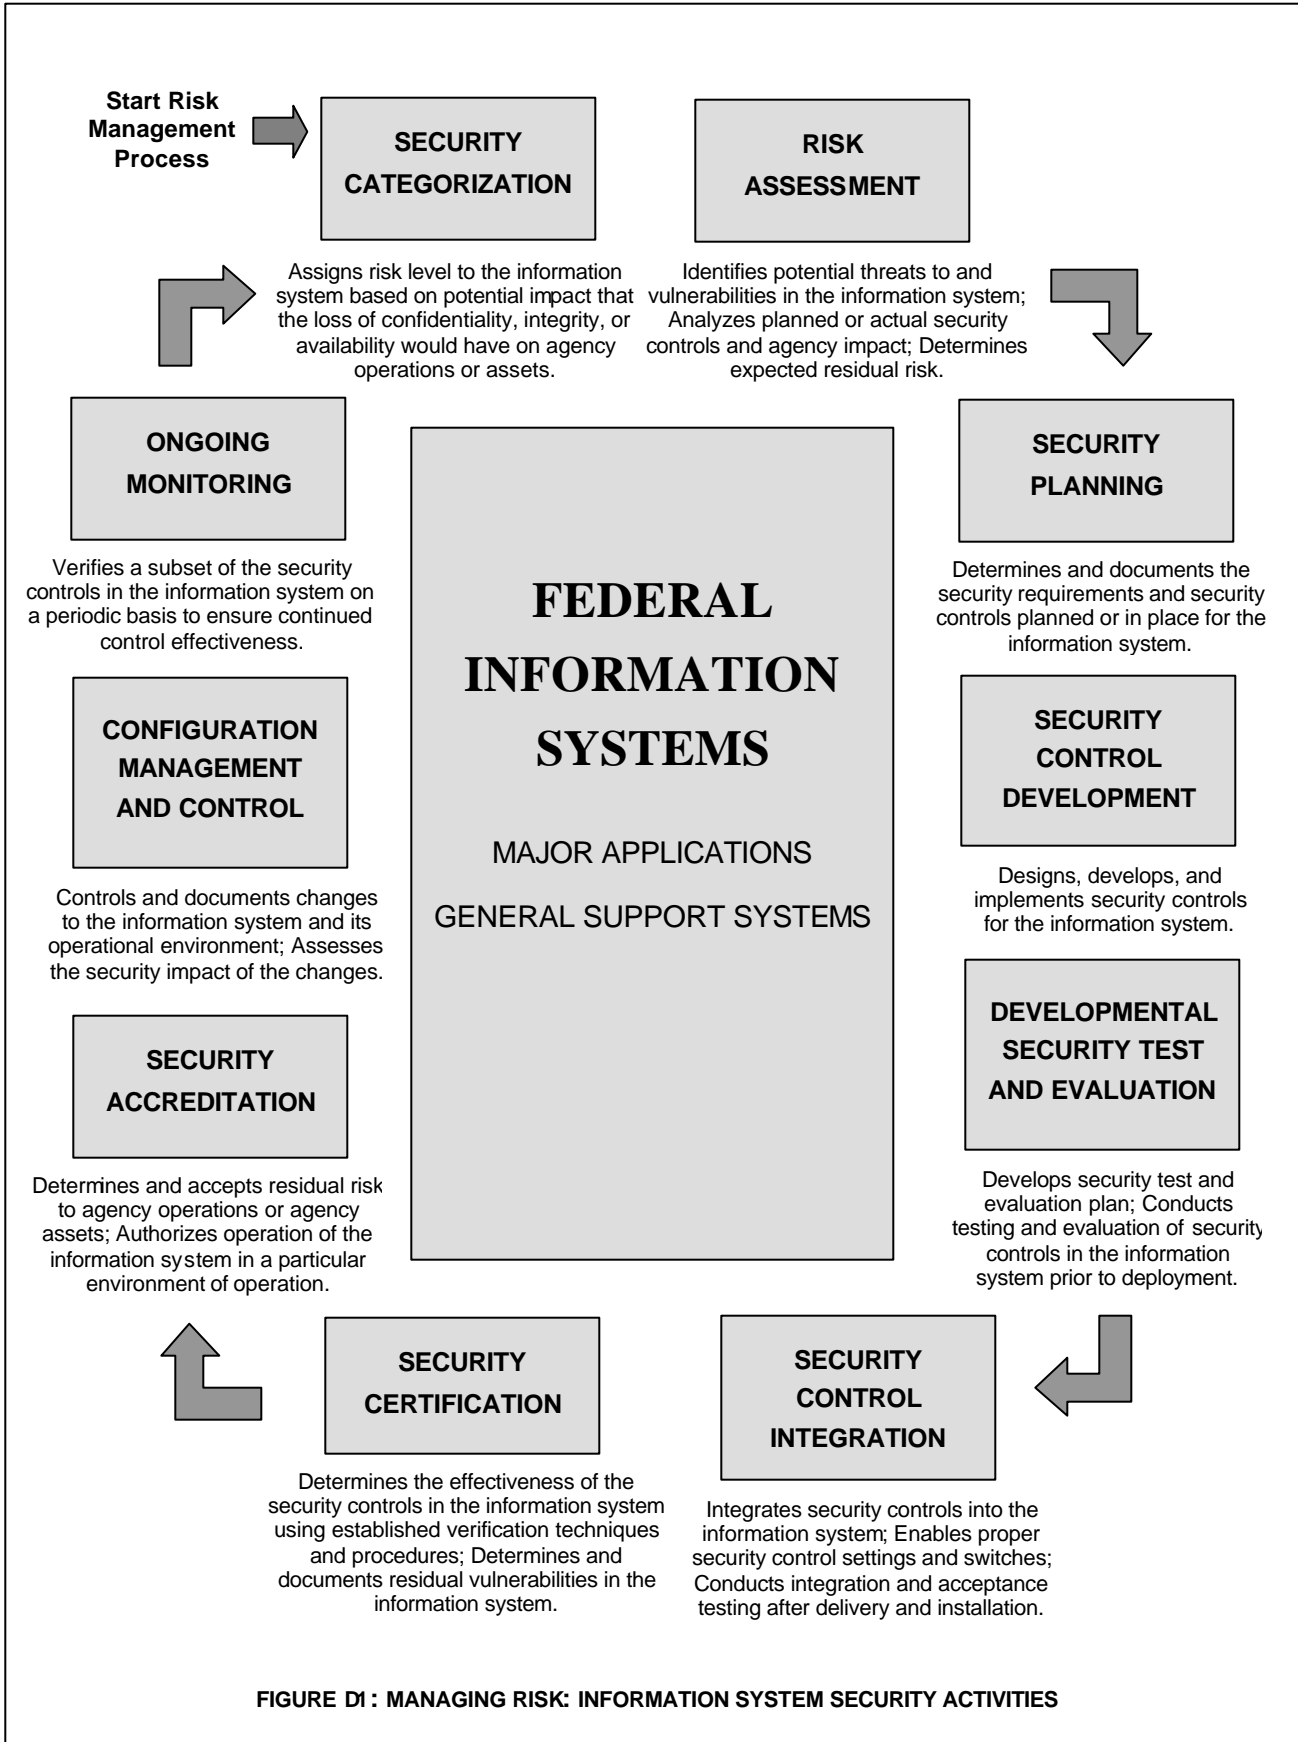 Start Risk
Management
Process
SECURITY
CATEGORIZATION
Assigns risk level to the information
system based on potential impact that
the loss of confidentiality, integrity, or
availability would have on agency
operations or assets.
RISK
ASSESSMENT
Identifies potential threats to and
vulnerabilities in the information system;
Analyzes planned or actual security
controls and agency impact; Determines
expected residual risk.
SECURITY
PLANNING
Determines and documents the
security requirements and security
controls planned or in place for the
information system.
SECURITY
CONTROL
DEVELOPMENT
Designs, develops, and
implements security controls
for the information system.
DEVELOPMENTAL
SECURITY TEST
AND EVALUATION
Develops security test and
evaluation plan; Conducts
testing and evaluation of security
controls in the information
system prior to deployment.
SECURITY
CONTROL
INTEGRATION
Integrates security controls into the
information system; Enables proper
security control settings and switches;
Conducts integration and acceptance
testing after delivery and installation.
SECURITY
CERTIFICATION
Determines the effectiveness of the
security controls in the information system
using established verification techniques
and procedures; Determines and
documents residual vulnerabilities in the
information system.
SECURITY
ACCREDITATION
Determines and accepts residual risk
to agency operations or agency
assets; Authorizes operation of the
information system in a particular
environment of operation.
CONFIGURATION
MANAGEMENT
AND CONTROL
Controls and documents changes
to the information system and its
operational environment; Assesses
the security impact of the changes.
ONGOING
MONITORING
Verifies a subset of the security
controls in the information system on
a periodic basis to ensure continued
control effectiveness.
FEDERAL
INFORMATION
SYSTEMS
MAJOR APPLICATIONS
GENERAL SUPPORT SYSTEMS
FIGURE D1: MANAGING RISK: INFORMATION SYSTEM SECURITY ACTIVITIES